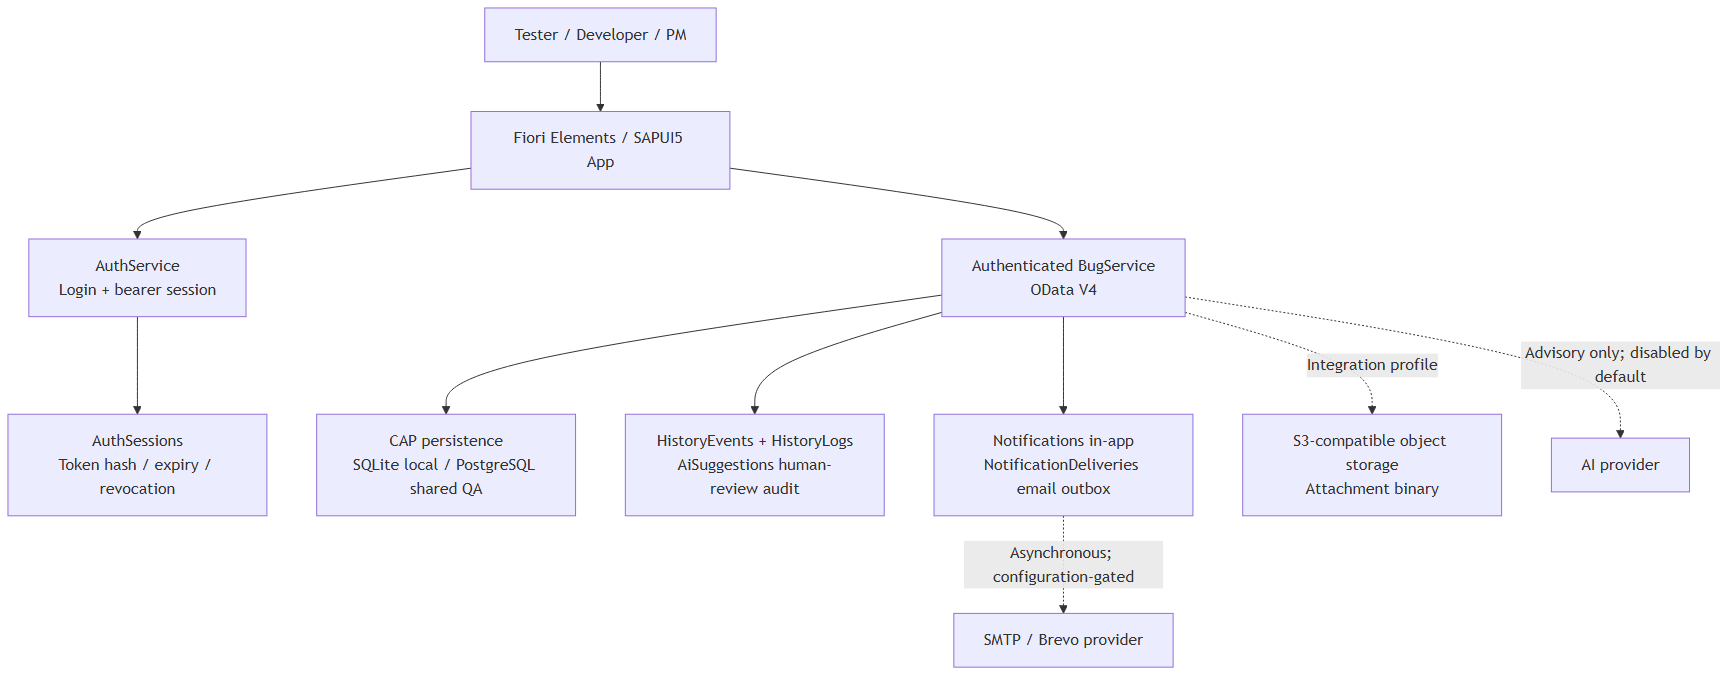 Tester / Developer / PM
Fiori Elements / SAPUI5
App
AuthService
Login + bearer session
Authenticated BugService
OData V4
Integration profile
Advisory only; disabled by
default
AuthSessions
Token hash / expiry /
revocation
CAP persistence
SQLite local / PostgreSQL
shared QA
HistoryEvents + HistoryLogs
AiSuggestions human-
review audit
Notifications in-app
NotificationDeliveries
email outbox
S3-compatible object
storage
Attachment binary
AI provider
Asynchronous;
configuration-gated
SMTP / Brevo provider